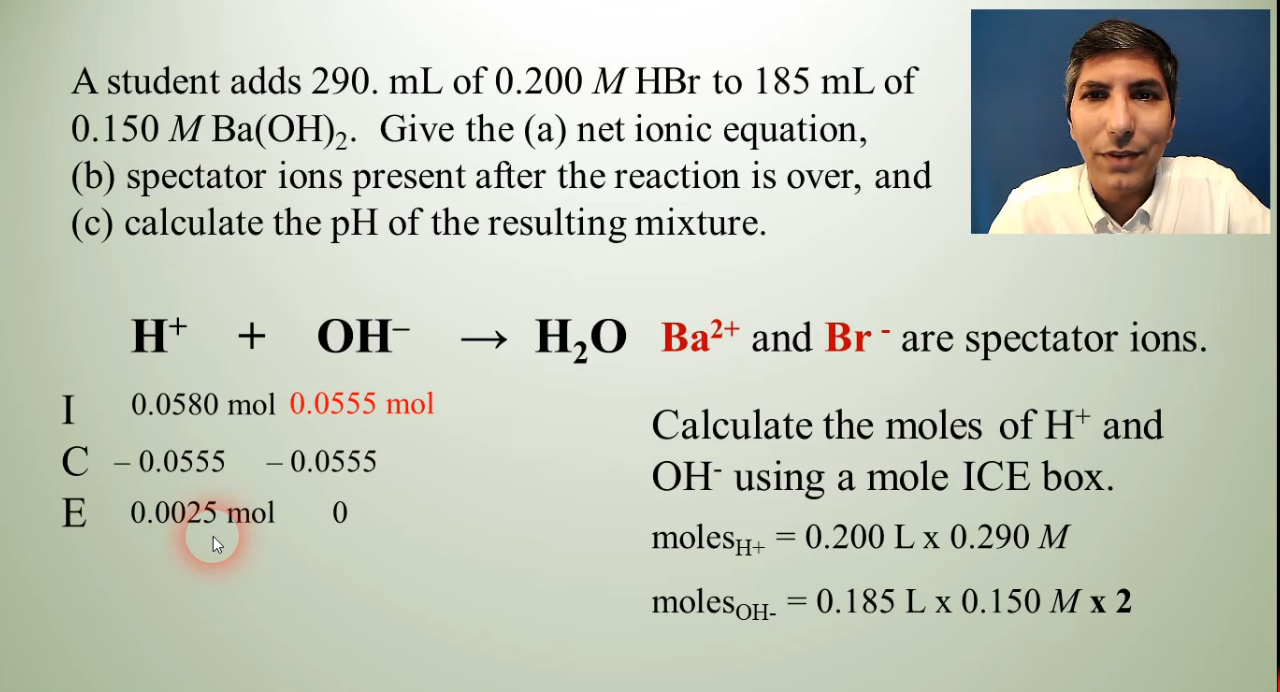 A student adds 290. mL of 0.200 M HBr to 185 mL of
0.150 M Ba(OH)₂. Give the (a) net ionic equation,
(b) spectator ions present after the reaction is over, and
(c) calculate the pH of the resulting mixture.
H⁺ + OH⁻ → H₂O Ba²⁺ and Br ⁻ are spectator ions.
I 0.0580 mol 0.0555 mol
C – 0.0555 – 0.0555
E 0.0025 mol 0
Calculate the moles of H⁺ and
OH⁻ using a mole ICE box.
moles_H+ = 0.200 L x 0.290 M
moles_OH- = 0.185 L x 0.150 M x 2